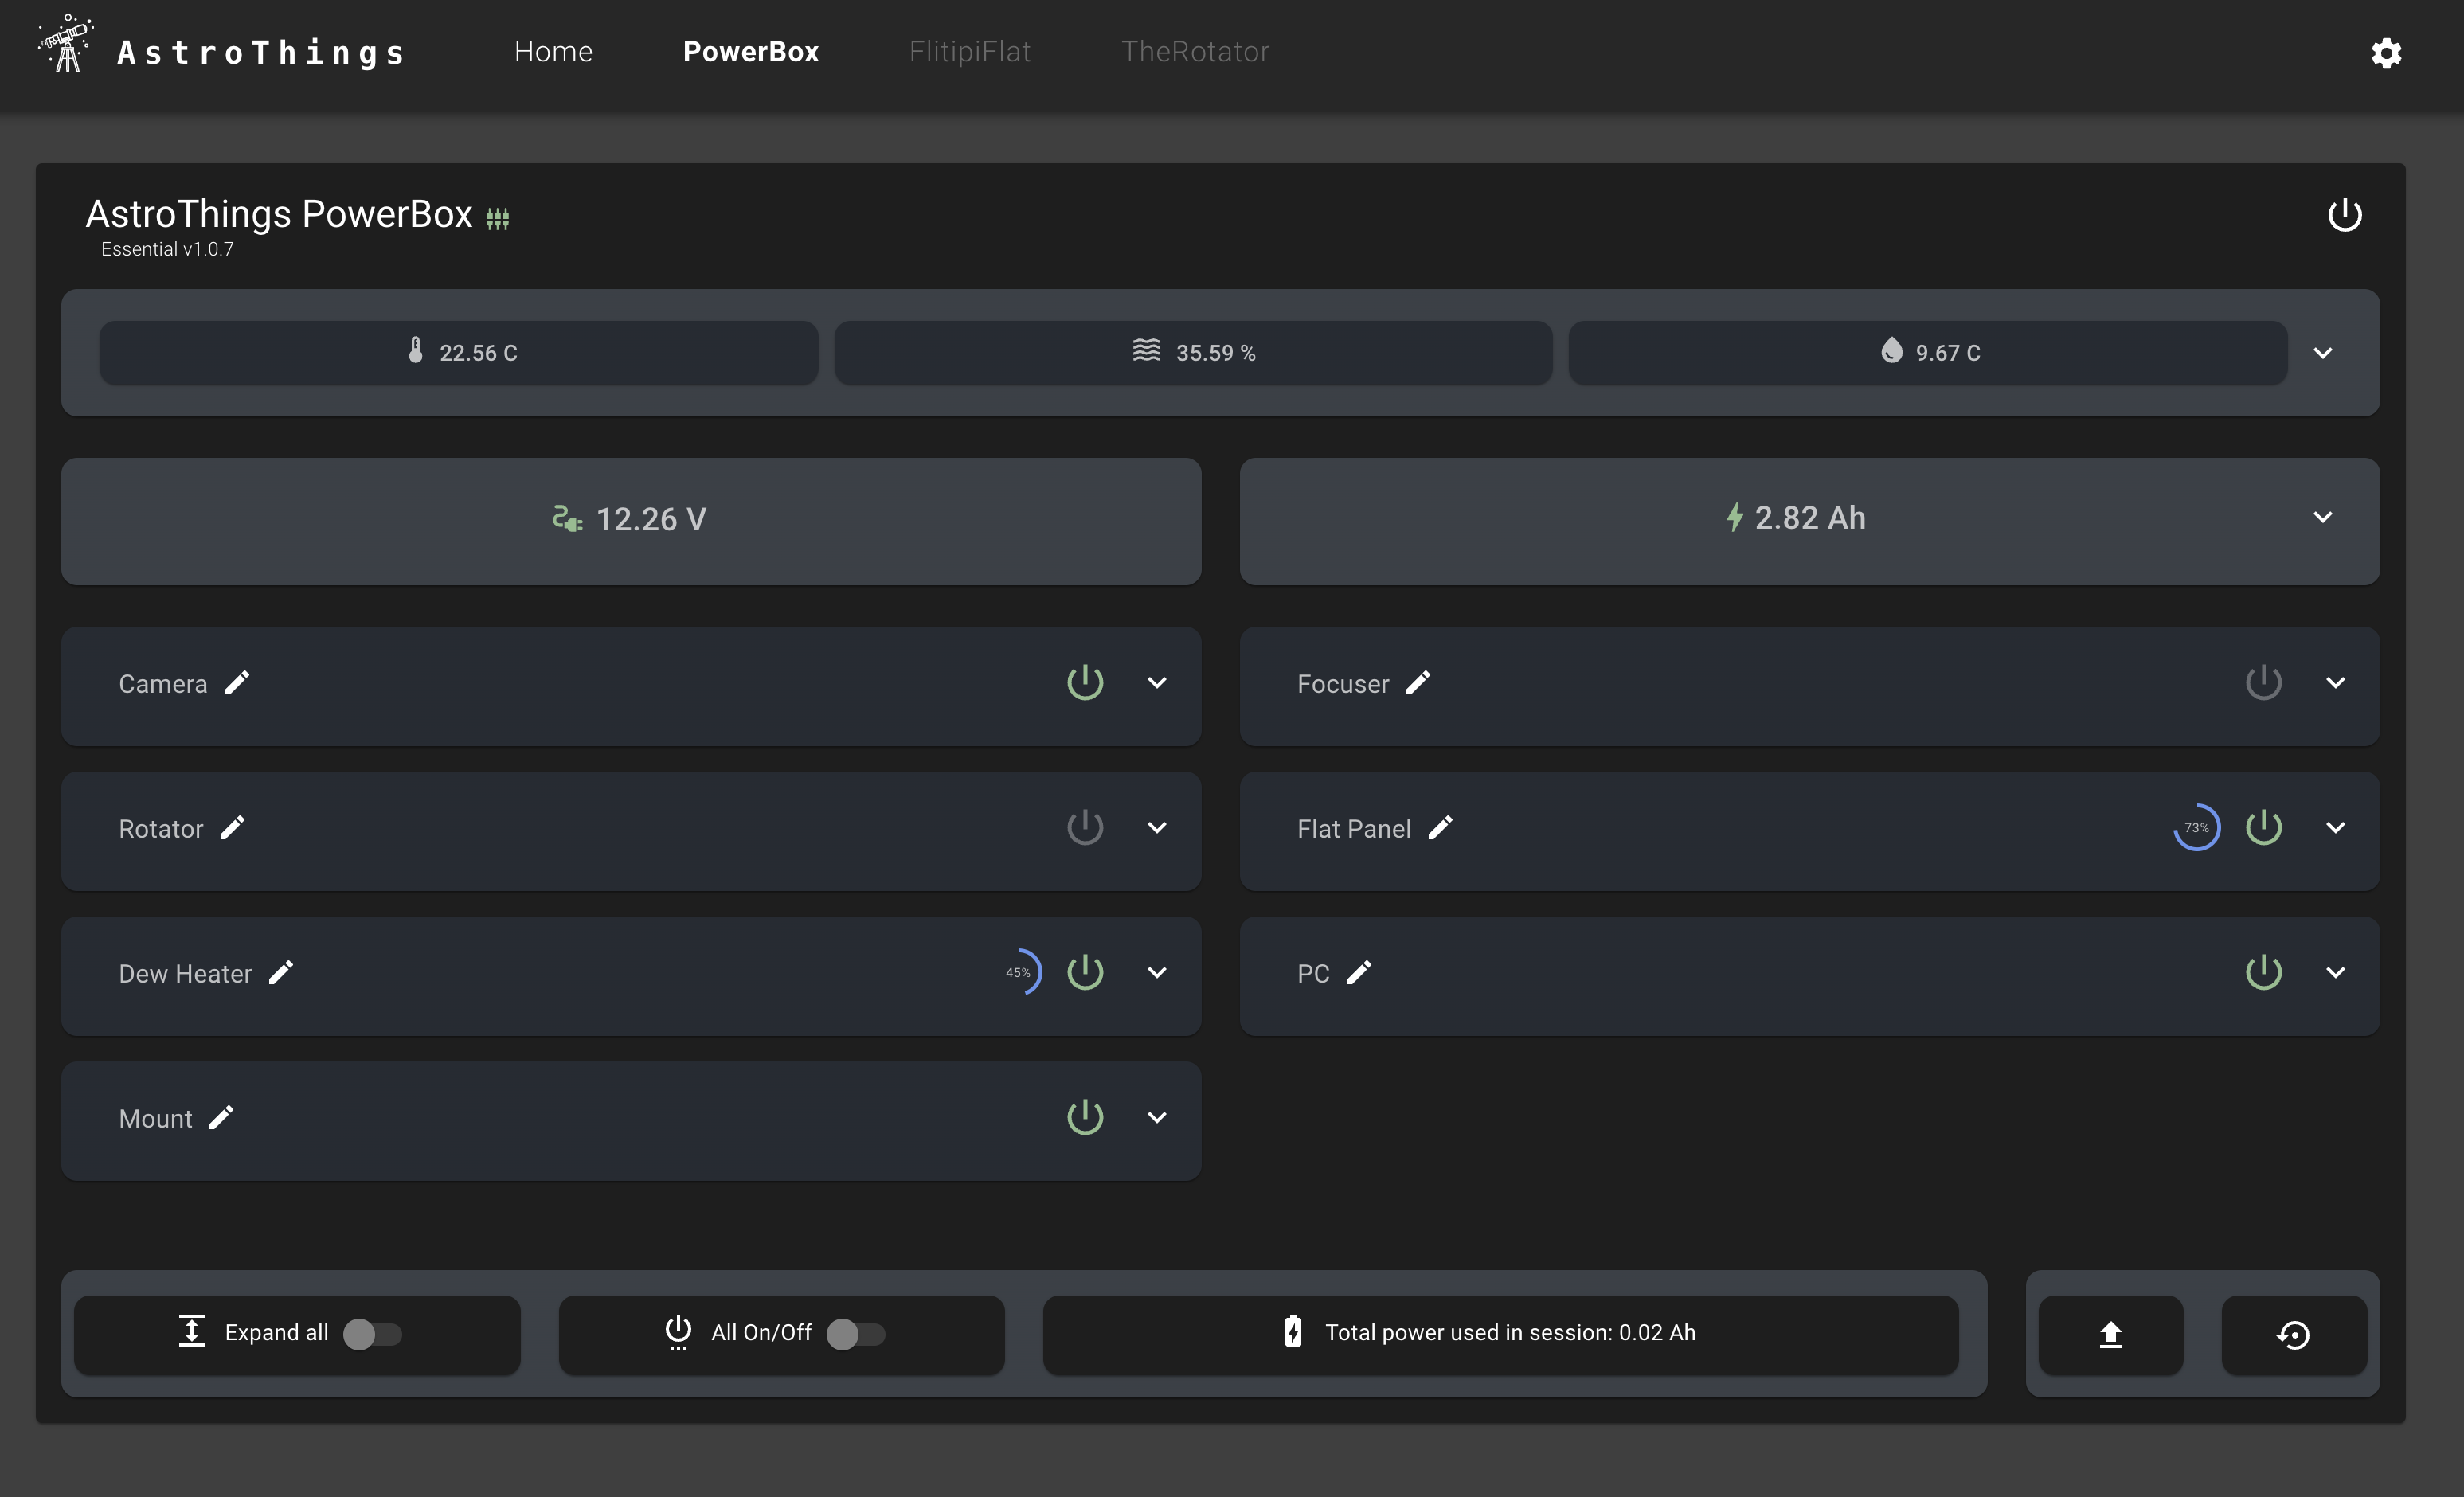 AstroThings Home PowerBox FlitipiFlat TheRotator
AstroThings PowerBox
Essential v1.0.7
22.56 C 35.59 % 9.67 C
12.26 V 2.82 Ah
Camera Focuser
Rotator Flat Panel 73%
Dew Heater 45% PC
Mount
Expand all All On/Off Total power used in session: 0.02 Ah